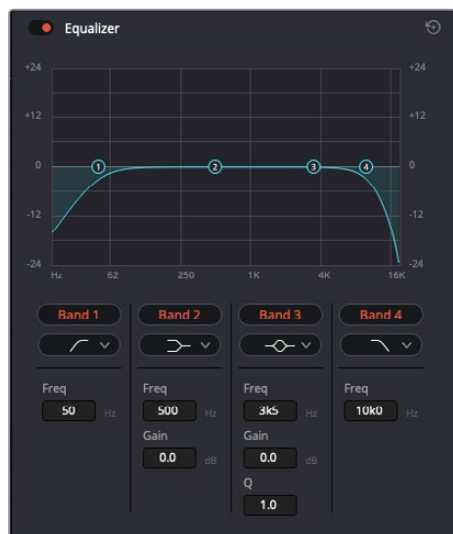 Equalizer
+24 +24
+12 +12
0 0
1 2 3 4
-12 -12
-24 -24
Hz 62 250 1K 4K 16K
Band 1 Band 2 Band 3 Band 4
Freq Freq Freq Freq
50 Hz 500 Hz 3k5 Hz 10k0 Hz
Gain Gain
0.0 dB 0.0 dB
Q
1.0